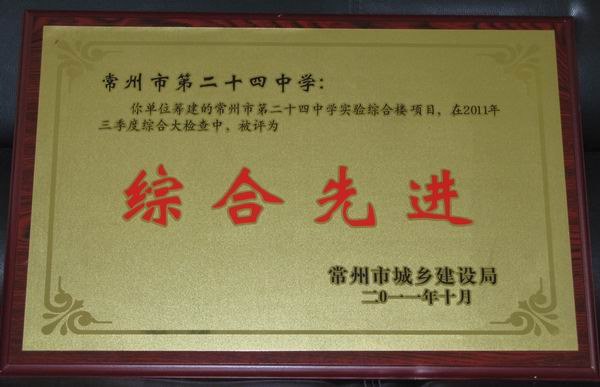 常州市第二十四中学:
你单位筹建的常州市第二十四中学实验综合楼项目，在2011年
三季度综合大检查中，被评为
综合先进
常州市城乡建设局
二〇一一年十月